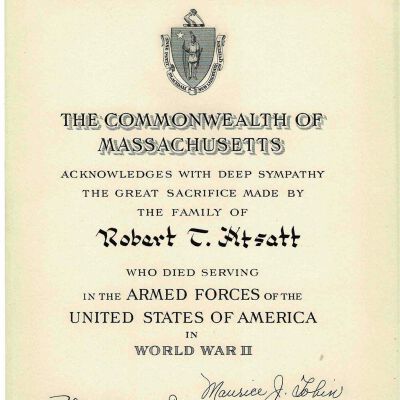 THE COMMONWEALTH OF
MASSACHUSETTS
ACKNOWLEDGES WITH DEEP SYMPATHY
THE GREAT SACRIFICE MADE BY
THE FAMILY OF
Robert T. Atsatt
WHO DIED SERVING
IN THE ARMED FORCES OF THE
UNITED STATES OF AMERICA
IN
WORLD WAR II
Maurice J. Tobin